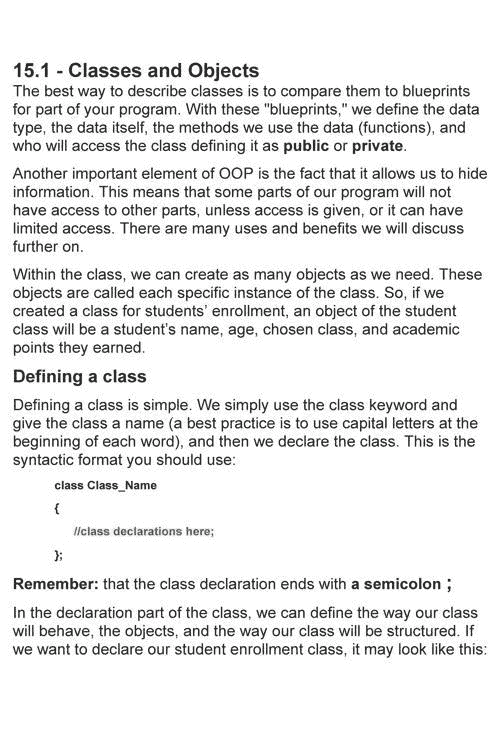 15.1 - Classes and Objects
The best way to describe classes is to compare them to blueprints
for part of your program. With these "blueprints," we define the data
type, the data itself, the methods we use the data (functions), and
who will access the class defining it as public or private.
Another important element of OOP is the fact that it allows us to hide
information. This means that some parts of our program will not
have access to other parts, unless access is given, or it can have
limited access. There are many uses and benefits we will discuss
further on.
Within the class, we can create as many objects as we need. These
objects are called each specific instance of the class. So, if we
created a class for students’ enrollment, an object of the student
class will be a student’s name, age, chosen class, and academic
points they earned.
Defining a class
Defining a class is simple. We simply use the class keyword and
give the class a name (a best practice is to use capital letters at the
beginning of each word), and then we declare the class. This is the
syntactic format you should use:
class Class_Name
{
//class declarations here;
};
Remember: that the class declaration ends with a semicolon ;
In the declaration part of the class, we can define the way our class
will behave, the objects, and the way our class will be structured. If
we want to declare our student enrollment class, it may look like this: